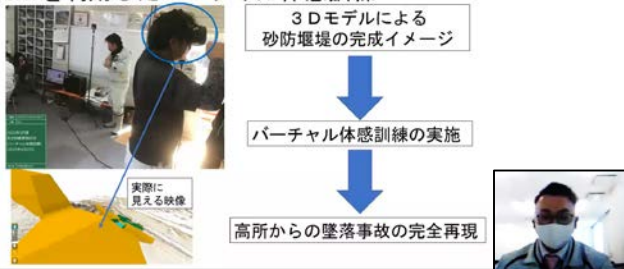 3Dモデルによる
砂防堰堤の完成イメージ
バーチャル体感訓練の実施
実際に
見える映像
高所からの墜落事故の完全再現